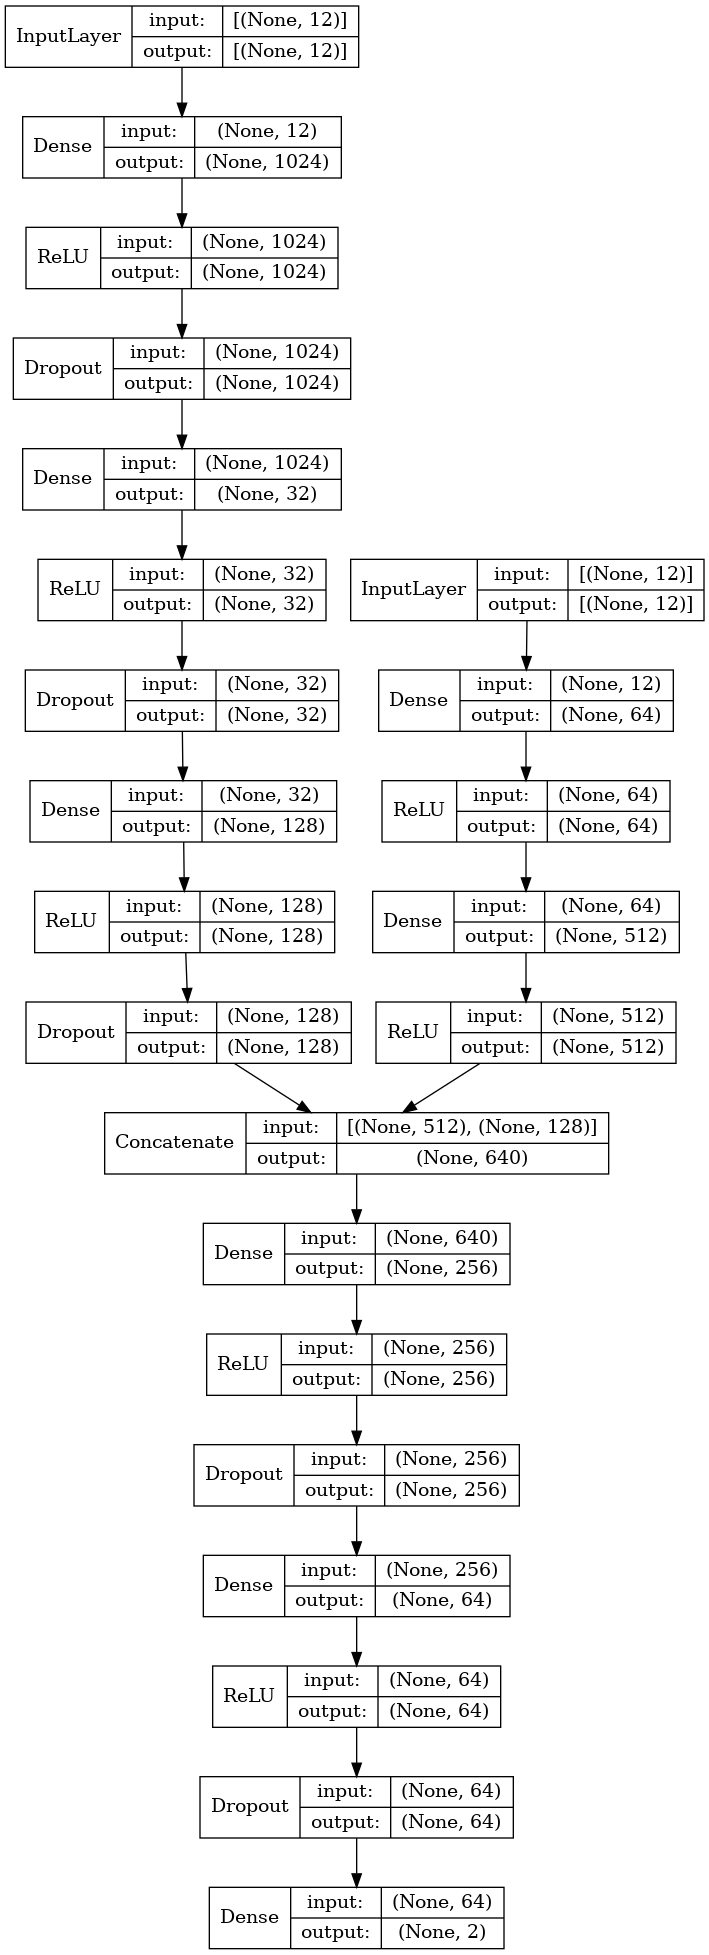 InputLayer input: [(None, 12)]
output: [(None, 12)]
Dense input: (None, 12)
output: (None, 1024)
ReLU input: (None, 1024)
output: (None, 1024)
Dropout input: (None, 1024)
output: (None, 1024)
Dense input: (None, 1024)
output: (None, 32)
ReLU input: (None, 32)
output: (None, 32)
InputLayer input: [(None, 12)]
output: [(None, 12)]
Dropout input: (None, 32)
output: (None, 32)
Dense input: (None, 12)
output: (None, 64)
Dense input: (None, 32)
output: (None, 128)
ReLU input: (None, 64)
output: (None, 64)
ReLU input: (None, 128)
output: (None, 128)
Dense input: (None, 64)
output: (None, 512)
Dropout input: (None, 128)
output: (None, 128)
ReLU input: (None, 512)
output: (None, 512)
Concatenate input: [(None, 512), (None, 128)]
output: (None, 640)
Dense input: (None, 640)
output: (None, 256)
ReLU input: (None, 256)
output: (None, 256)
Dropout input: (None, 256)
output: (None, 256)
Dense input: (None, 256)
output: (None, 64)
ReLU input: (None, 64)
output: (None, 64)
Dropout input: (None, 64)
output: (None, 64)
Dense input: (None, 64)
output: (None, 2)